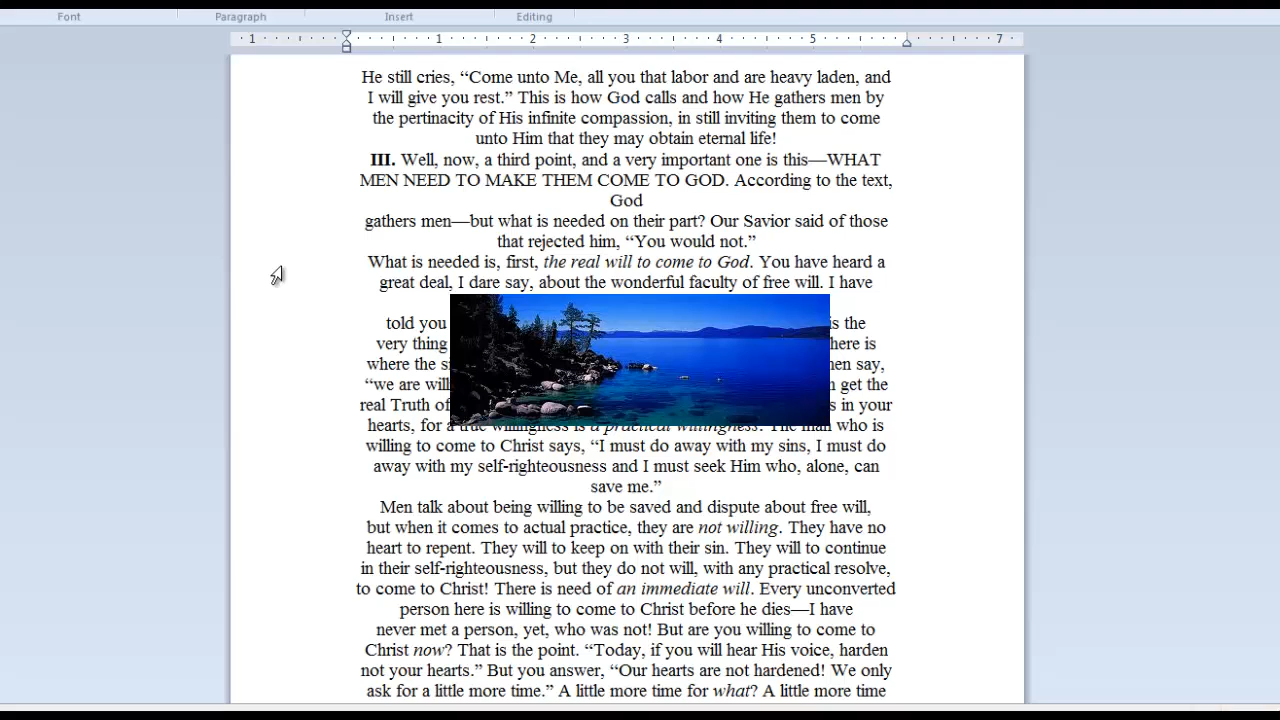 Font Paragraph Insert Editing
1 1 2 3 4 5 7
He still cries, “Come unto Me, all you that labor and are heavy laden, and
I will give you rest.” This is how God calls and how He gathers men by
the pertinacity of His infinite compassion, in still inviting them to come
unto Him that they may obtain eternal life!
III. Well, now, a third point, and a very important one is this—WHAT
MEN NEED TO MAKE THEM COME TO GOD. According to the text,
God
gathers men—but what is needed on their part? Our Savior said of those
that rejected him, “You would not.”
What is needed is, first, the real will to come to God. You have heard a
great deal, I dare say, about the wonderful faculty of free will. I have
told you is the
very thing here is
where the say,
“we are get the
real Truth in your
hearts, for a true willingness is a practical willingness. The man who is
willing to come to Christ says, “I must do away with my sins, I must do
away with my self-righteousness and I must seek Him who, alone, can
save me.”
Men talk about being willing to be saved and dispute about free will,
but when it comes to actual practice, they are not willing. They have no
heart to repent. They will to keep on with their sin. They will to continue
in their self-righteousness, but they do not will, with any practical resolve,
to come to Christ! There is need of an immediate will. Every unconverted
person here is willing to come to Christ before he dies—I have
never met a person, yet, who was not! But are you willing to come to
Christ now? That is the point. “Today, if you will hear His voice, harden
not your hearts.” But you answer, “Our hearts are not hardened! We only
ask for a little more time.” A little more time for what? A little more time